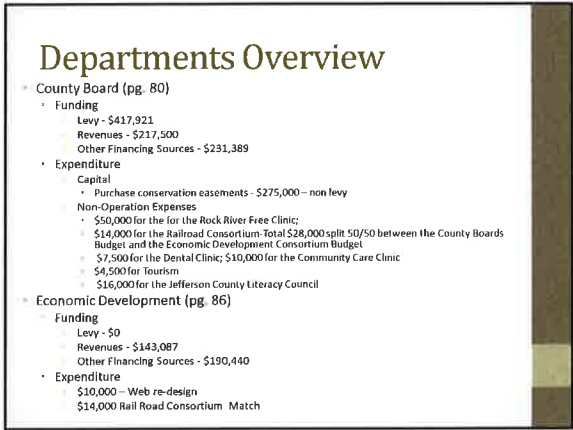 Departments Overview
County Board (pg. 80)
Funding
Levy - $417,921
Revenues - $217,500
Other Financing Sources - $231,389
Expenditure
Capital
Purchase conservation easements - $275,000 – non levy
Non-Operation Expenses
$50,000 for the for the Rock River Free Clinic;
$14,000 for the Railroad Consortium-Total $28,000 split 50/50 between the County Boards
Budget and the Economic Development Consortium Budget
$7,500 for the Dental Clinic; $10,000 for the Community Care Clinic
$4,500 for Tourism
$16,000 for the Jefferson County Literacy Council
Economic Development (pg. 86)
Funding
Levy - $0
Revenues - $143,087
Other Financing Sources - $190,440
Expenditure
$10,000 – Web re-design
$14,000 Rail Road Consortium Match